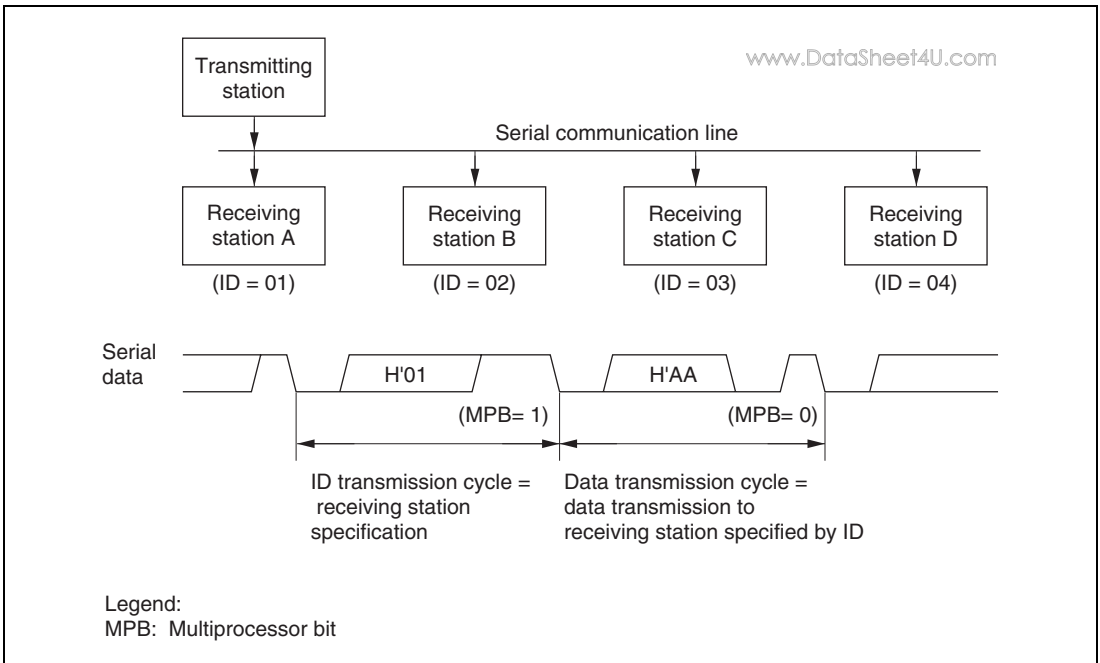 www.DataSheet4U.com
Transmitting
station
Serial communication line
Receiving
station A
(ID = 01)
Receiving
station B
(ID = 02)
Receiving
station C
(ID = 03)
Receiving
station D
(ID = 04)
Serial
data
H'01
(MPB= 1)
H'AA
(MPB= 0)
ID transmission cycle =
receiving station
specification
Data transmission cycle =
data transmission to
receiving station specified by ID
Legend:
MPB: Multiprocessor bit